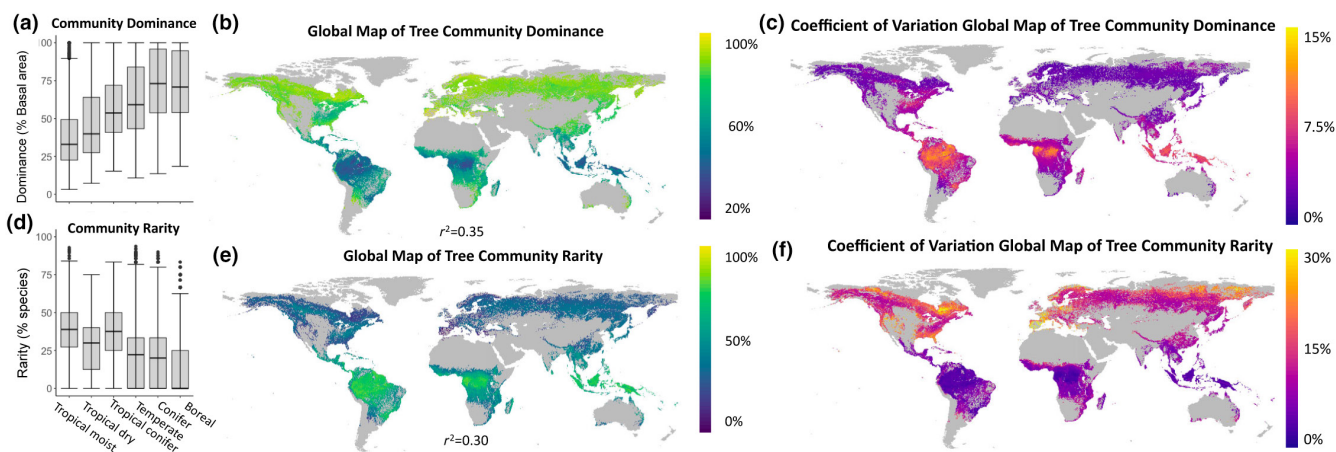 (a) Community Dominance
Dominance (% Basal area)
100
75
50
25
0
(b)
Global Map of Tree Community Dominance
100%
60%
20%
r²=0.35
(c)
Coefficient of Variation Global Map of Tree Community Dominance
15%
7.5%
0%
(d)
Community Rarity
Rarity (% species)
100
75
50
25
0
Tropical moist
Tropical dry
Tropical conifer
Temperate
Conifer
Boreal
(e)
Global Map of Tree Community Rarity
100%
50%
0%
r²=0.30
(f)
Coefficient of Variation Global Map of Tree Community Rarity
30%
15%
0%